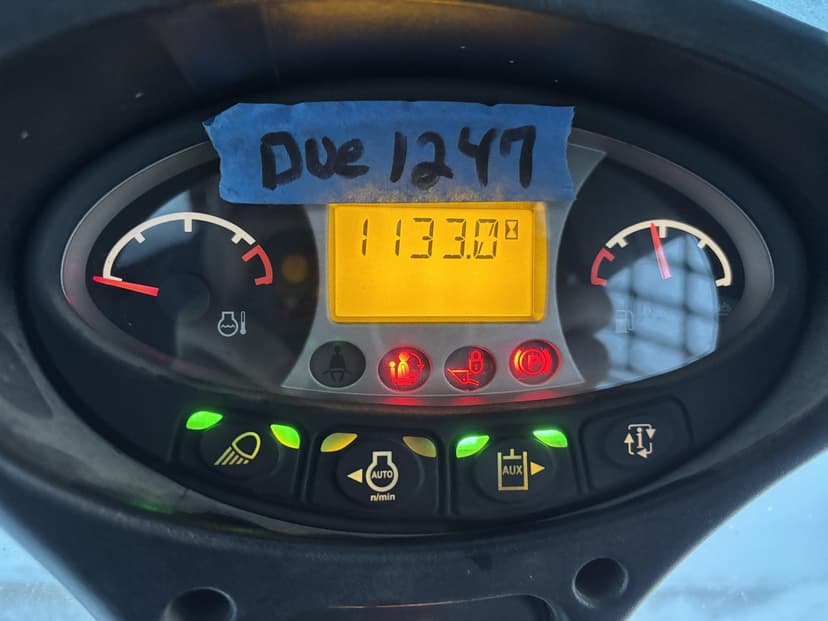 Due 1247
1133.0
P
AUTO
n/min
AUX
i